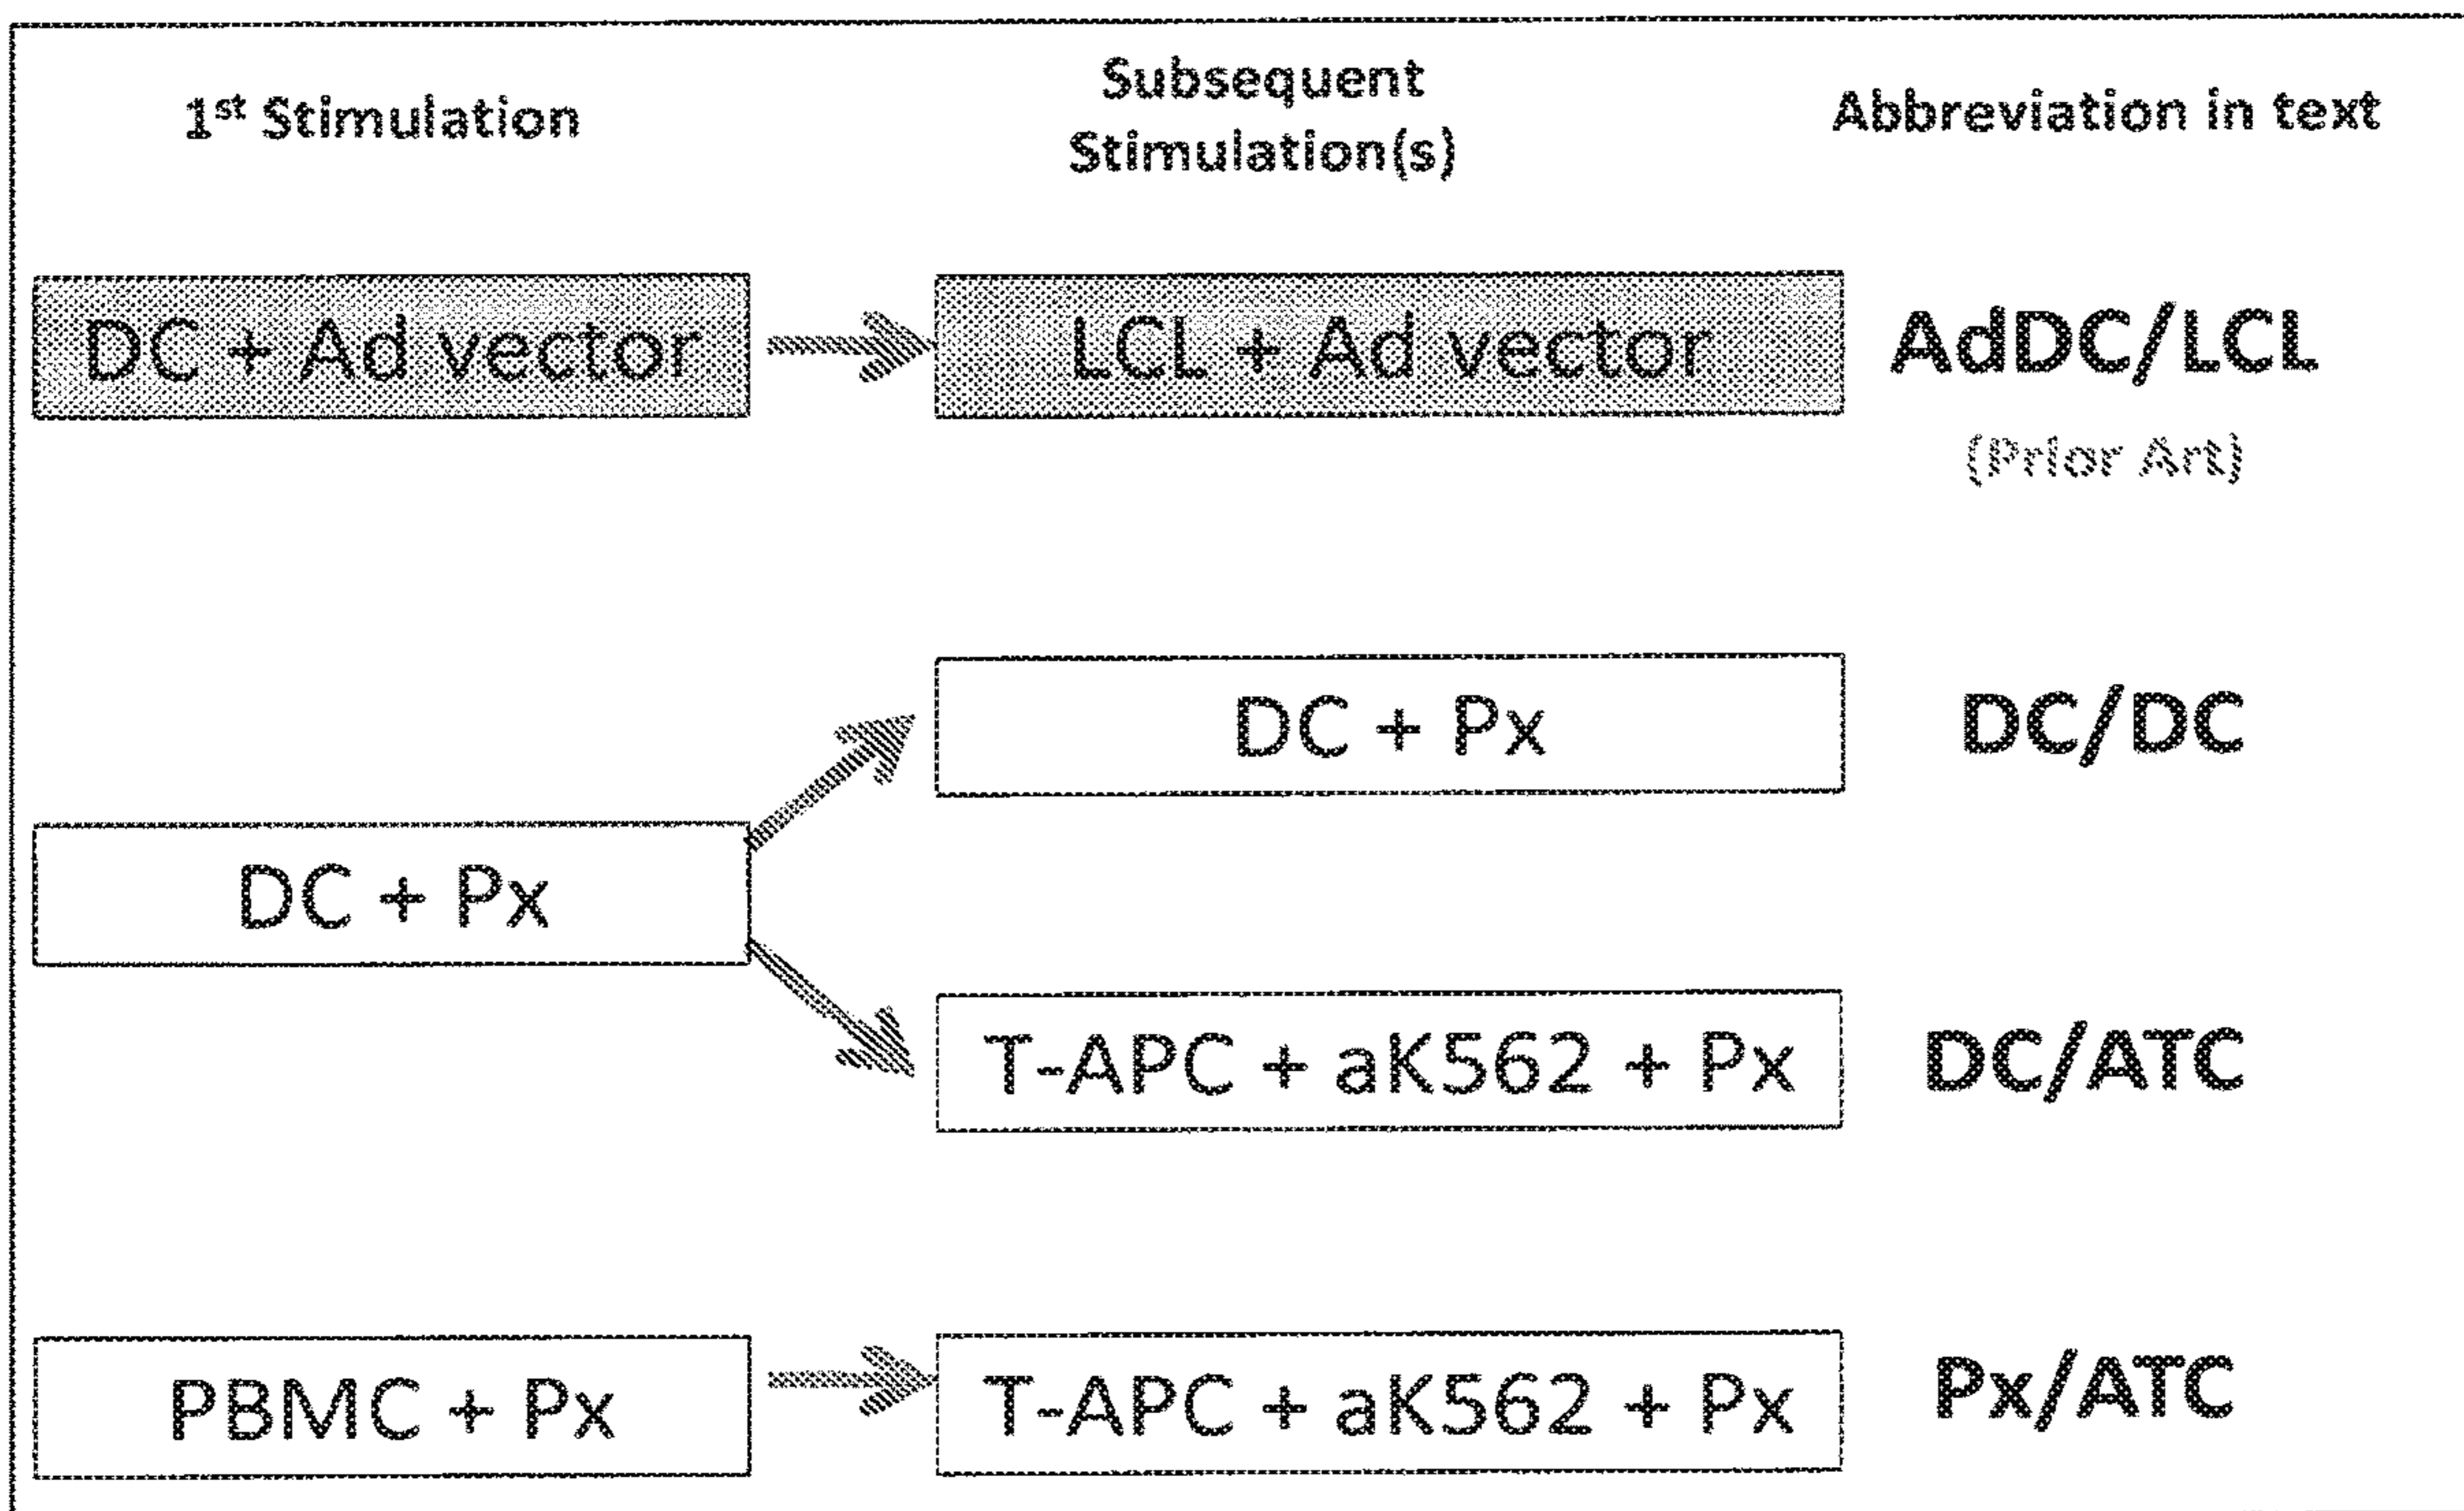 1st Stimulation
Subsequent
Stimulation(s)
Abbreviation in text
DC + Ad vector
LCL + Ad vector
AdDC/LCL
(Prior Art)
DC + Px
DC/DC
DC + Px
T-APC + aK562 + Px
DC/ATC
PBMC + Px
T-APC + aK562 + Px
Px/ATC